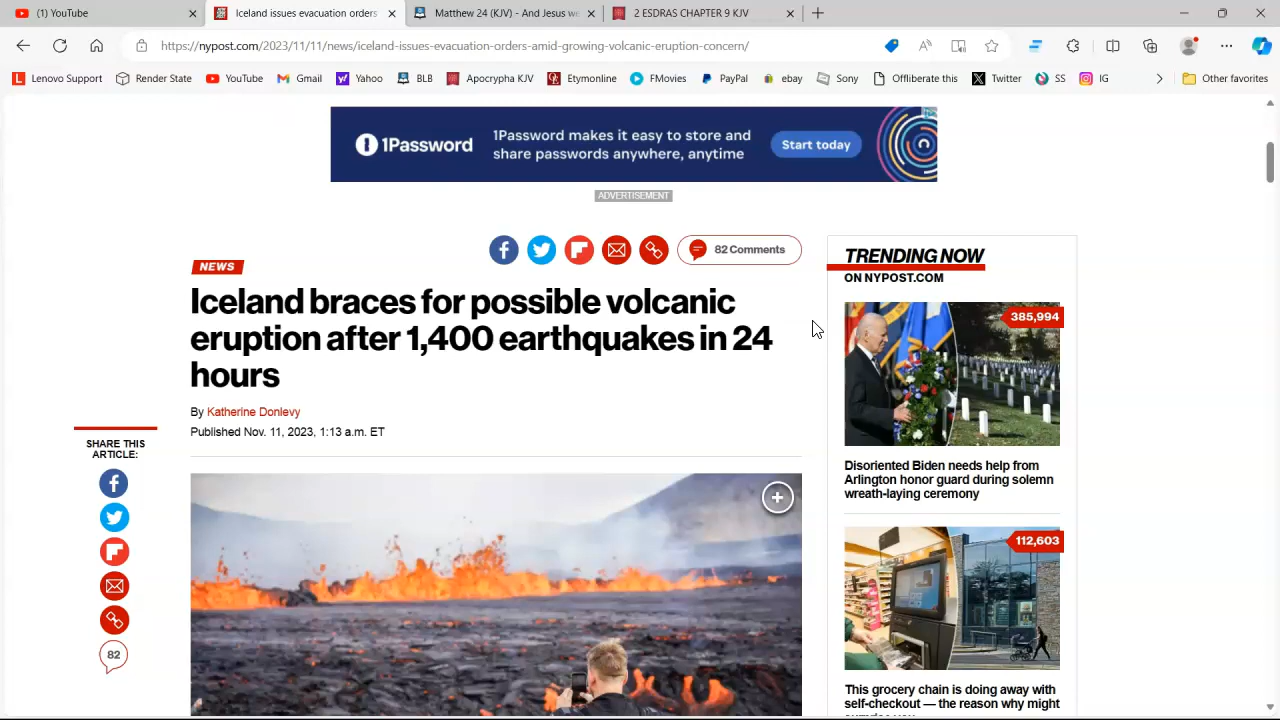 (1) YouTube
Iceland issues evacuation orders
Matthew 24 (KJV) - And Jesus we
2 ESDRAS CHAPTER 9 KJV
https://nypost.com/2023/11/11/news/iceland-issues-evacuation-orders-amid-growing-volcanic-eruption-concern/
Lenovo Support
Render State
YouTube
Gmail
Yahoo
BLB
Apocrypha KJV
Etymonline
FMovies
PayPal
ebay
Sony
Offliberate this
Twitter
SS
IG
Other favorites
1Password
1Password makes it easy to store and
share passwords anywhere, anytime
Start today
ADVERTISEMENT
82 Comments
NEWS
Iceland braces for possible volcanic
eruption after 1,400 earthquakes in 24
hours
By Katherine Donlevy
Published Nov. 11, 2023, 1:13 a.m. ET
SHARE THIS
ARTICLE:
82
TRENDING NOW
ON NYPOST.COM
385,994
Disoriented Biden needs help from
Arlington honor guard during solemn
wreath-laying ceremony
112,603
This grocery chain is doing away with
self-checkout — the reason why might